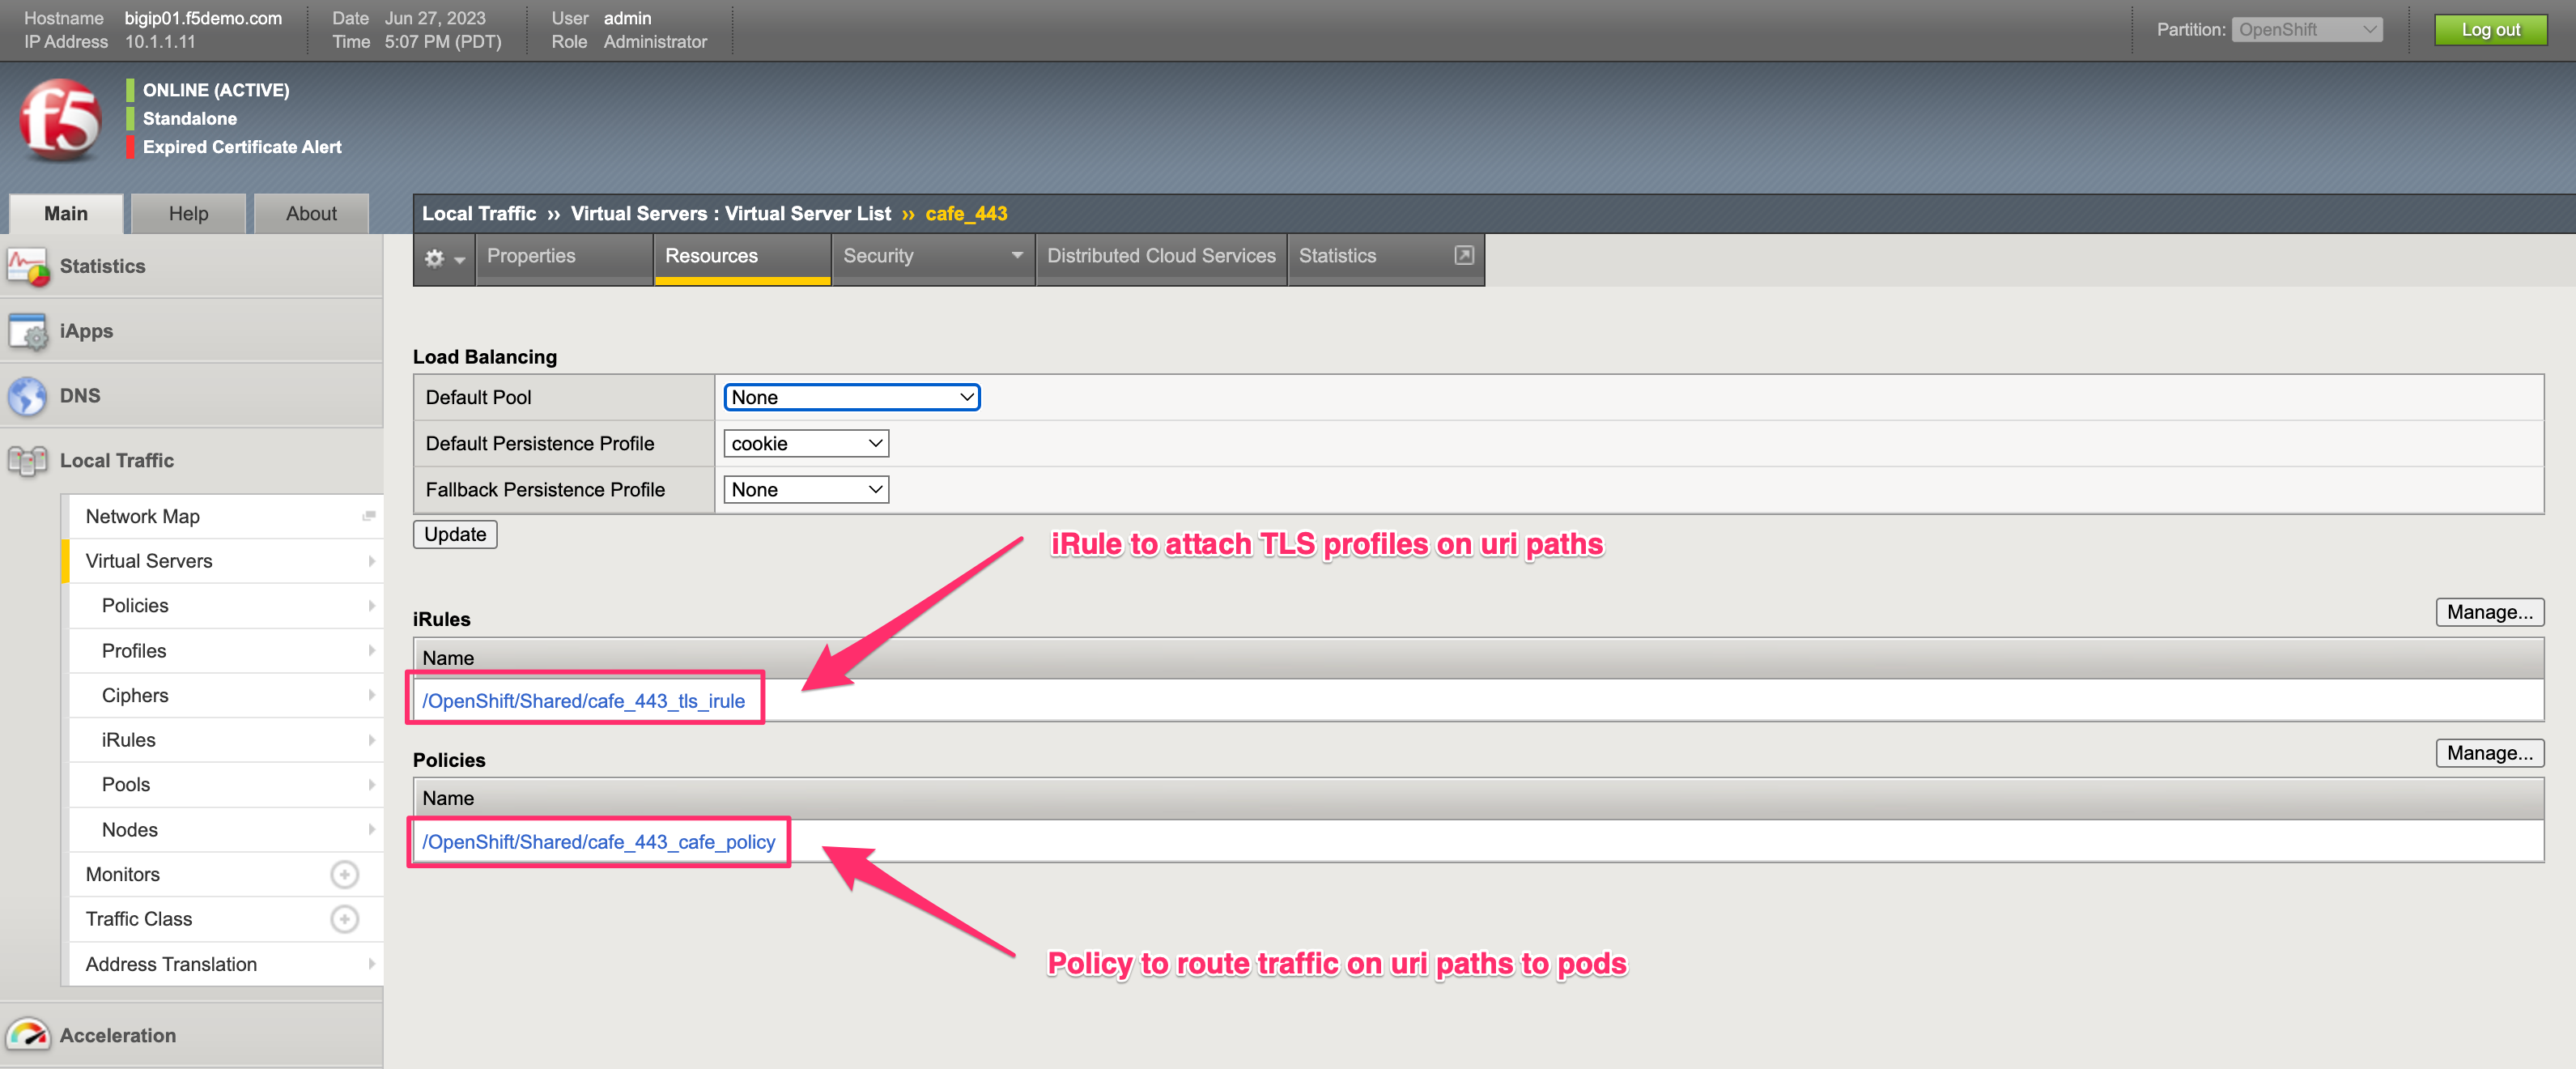 Hostname bigip01.f5demo.com Date Jun 27, 2023 User admin Partition: OpenShift Log out
IP Address 10.1.1.11 Time 5:07 PM (PDT) Role Administrator
f5
ONLINE (ACTIVE)
Standalone
Expired Certificate Alert
Main Help About
Local Traffic ›› Virtual Servers : Virtual Server List ›› cafe_443
Properties Resources Security Distributed Cloud Services Statistics
Statistics
iApps
DNS
Local Traffic
Network Map
Virtual Servers
Policies
Profiles
Ciphers
iRules
Pools
Nodes
Monitors
Traffic Class
Address Translation
Acceleration
Load Balancing
Default Pool None
Default Persistence Profile cookie
Fallback Persistence Profile None
Update
iRule to attach TLS profiles on uri paths
iRules Manage...
Name
/OpenShift/Shared/cafe_443_tls_irule
Policies Manage...
Name
/OpenShift/Shared/cafe_443_cafe_policy
Policy to route traffic on uri paths to pods